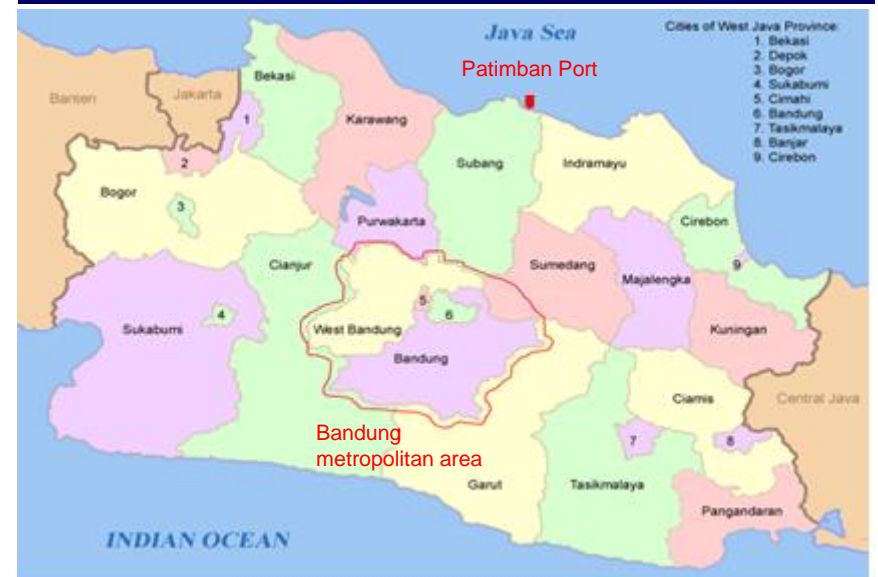 Java Sea
Cities of West Java Province:
1. Bekasi
2. Depok
3. Bogor
4. Sukabumi
5. Cimahi
6. Bandung
7. Tasikmalaya
8. Banjar
9. Cirebon
Patimban Port
Banten
Jakarta
Bekasi
1
Karawang
2
Subang
Indramayu
Bogor
3
Purwakarta
Cirebon
Cianjur
Sumedang
9
Majalengka
5
6
4
Sukabumi
West Bandung
Kuningan
Bandung
Ciamis
Central Java
Bandung
metropolitan area
7
8
Garut
Tasikmalaya
Pangandaran
INDIAN OCEAN